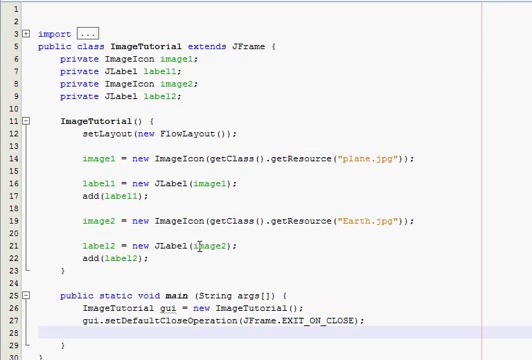 1
2
3 import ...
5 public class ImageTutorial extends JFrame {
6 private ImageIcon image1;
7 private JLabel label1;
8 private ImageIcon image2;
9 private JLabel label2;
10
11 ImageTutorial() {
12 setLayout(new FlowLayout());
13
14 image1 = new ImageIcon(getClass().getResource("plane.jpg"));
15
16 label1 = new JLabel(image1);
17 add(label1);
18
19 image2 = new ImageIcon(getClass().getResource("Earth.jpg"));
20
21 label2 = new JLabel(image2);
22 add(label2);
23 }
24
25 public static void main (String args[]) {
26 ImageTutorial gui = new ImageTutorial();
27 gui.setDefaultCloseOperation(JFrame.EXIT_ON_CLOSE);
28
29 }
30 }